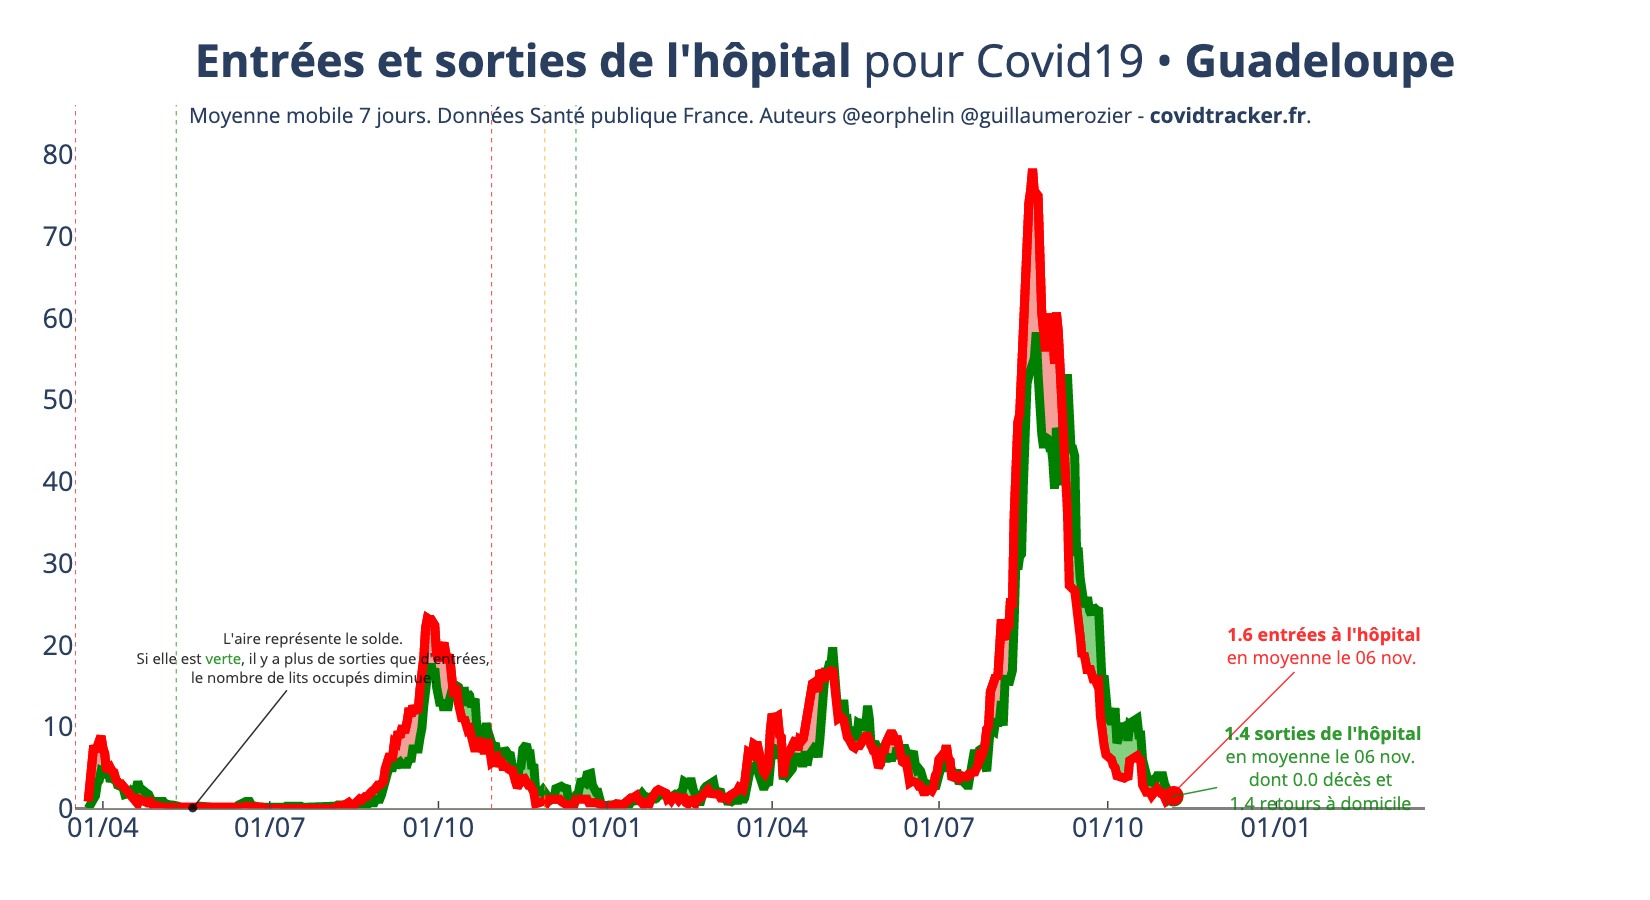 Entrées et sorties de l'hôpital pour Covid19 • Guadeloupe
Moyenne mobile 7 jours. Données Santé publique France. Auteurs @eorphelin @guillaumerozier - covidtracker.fr.
80
70
60
50
40
30
20
10
0
L'aire représente le solde.
Si elle est verte, il y a plus de sorties que d'entrées,
le nombre de lits occupés diminue.
1.6 entrées à l'hôpital
en moyenne le 06 nov.
1.4 sorties de l'hôpital
en moyenne le 06 nov.
dont 0.0 décès et
1.4 retours à domicile
01/04
01/07
01/10
01/01
01/04
01/07
01/10
01/01